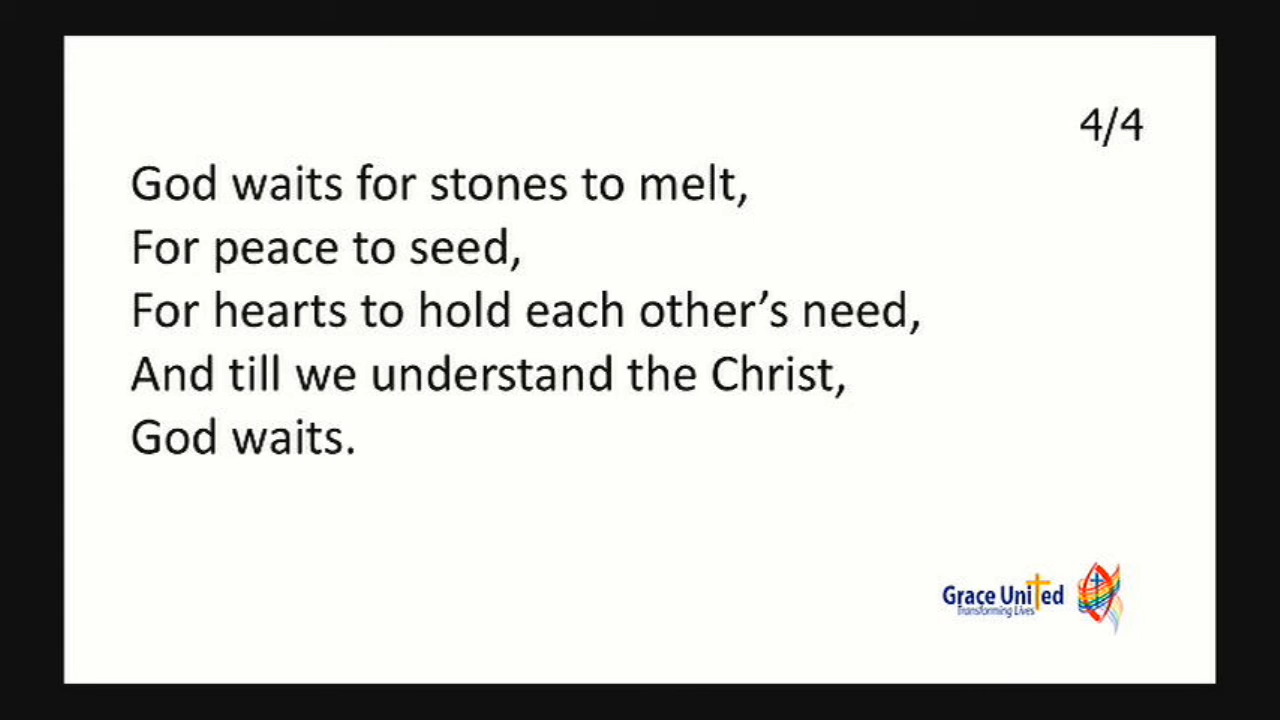 4/4
God waits for stones to melt,
For peace to seed,
For hearts to hold each other’s need,
And till we understand the Christ,
God waits.
Grace United
Transforming Lives